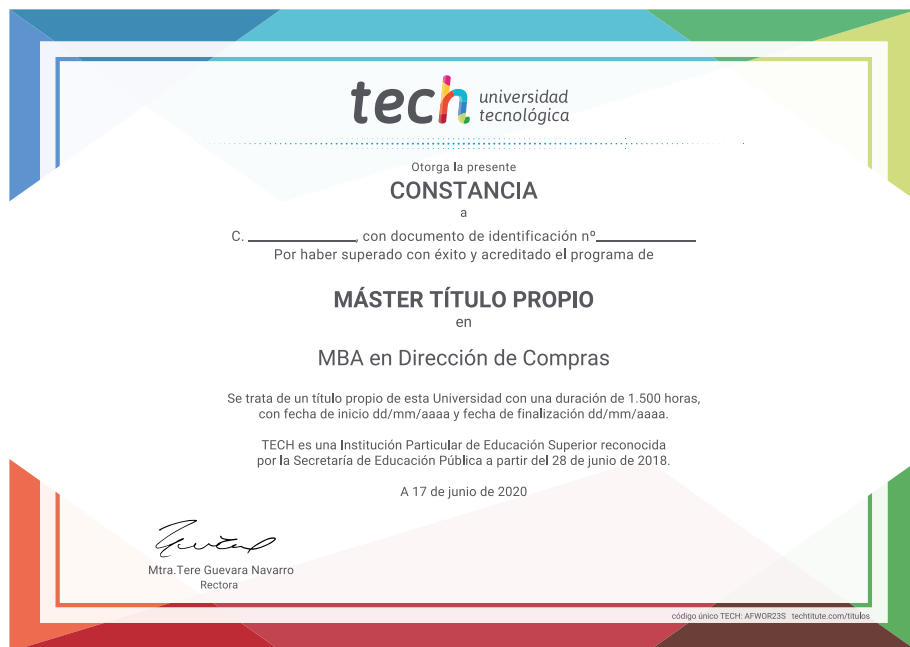 tech universidad
tecnológica
Otorga la presente
CONSTANCIA
a
C. ____________, con documento de identificación nº____________
Por haber superado con éxito y acreditado el programa de
MÁSTER TÍTULO PROPIO
en
MBA en Dirección de Compras
Se trata de un título propio de esta Universidad con una duración de 1.500 horas,
con fecha de inicio dd/mm/aaaa y fecha de finalización dd/mm/aaaa.
TECH es una Institución Particular de Educación Superior reconocida
por la Secretaría de Educación Pública a partir del 28 de junio de 2018.
A 17 de junio de 2020
Mtra.Tere Guevara Navarro
Rectora
código único TECH: AFWOR23S techtitute.com/titulos